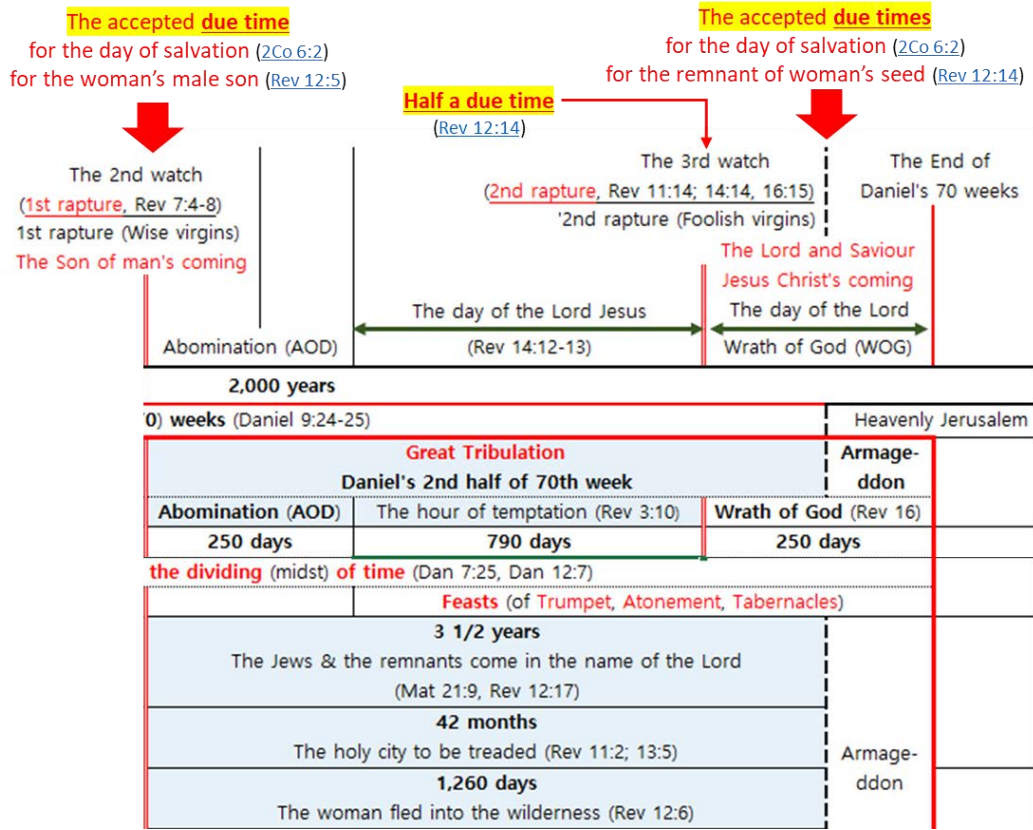 The accepted due time
for the day of salvation (2Co 6:2)
for the woman's male son (Rev 12:5)
The accepted due times
for the day of salvation (2Co 6:2)
for the remnant of woman's seed (Rev 12:14)
Half a due time
(Rev 12:14)
The 2nd watch
(1st rapture, Rev 7:4-8)
1st rapture (Wise virgins)
The Son of man's coming
The 3rd watch
(2nd rapture, Rev 11:14; 14:14, 16:15)
'2nd rapture (Foolish virgins)
The Lord and Saviour
Jesus Christ's coming
The End of
Daniel's 70 weeks
Abomination (AOD)
The day of the Lord Jesus
(Rev 14:12-13)
The day of the Lord
Wrath of God (WOG)
2,000 years
0) weeks (Daniel 9:24-25)
Heavenly Jerusalem
Great Tribulation
Daniel's 2nd half of 70th week
Armage-
ddon
Abomination (AOD)
The hour of temptation (Rev 3:10)
Wrath of God (Rev 16)
250 days
790 days
250 days
the dividing (midst) of time (Dan 7:25, Dan 12:7)
Feasts (of Trumpet, Atonement, Tabernacles)
3 1/2 years
The Jews & the remnants come in the name of the Lord
(Mat 21:9, Rev 12:17)
42 months
The holy city to be treaded (Rev 11:2; 13:5)
1,260 days
The woman fled into the wilderness (Rev 12:6)
Armage-
ddon